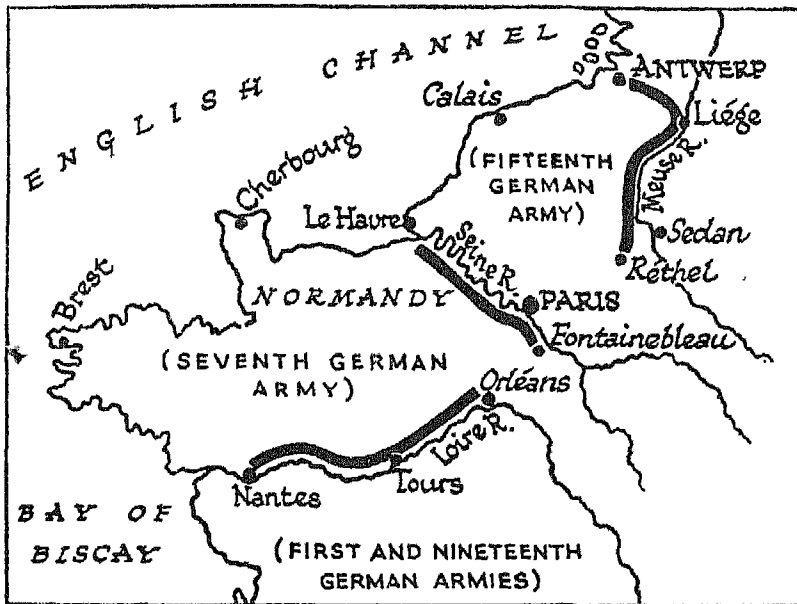 ENGLISH CHANNEL
ANTWERP
Calais
Liége
(FIFTEENTH
GERMAN
ARMY)
Meuse R.
Cherbourg
Le Havre
Seine R.
Sedan
Réthel
NORMANDY
PARIS
Brest
Fontainebleau
(SEVENTH GERMAN
ARMY)
Orléans
Loire R.
Nantes
Tours
BAY OF
BISCAY
(FIRST AND NINETEENTH
GERMAN ARMIES)